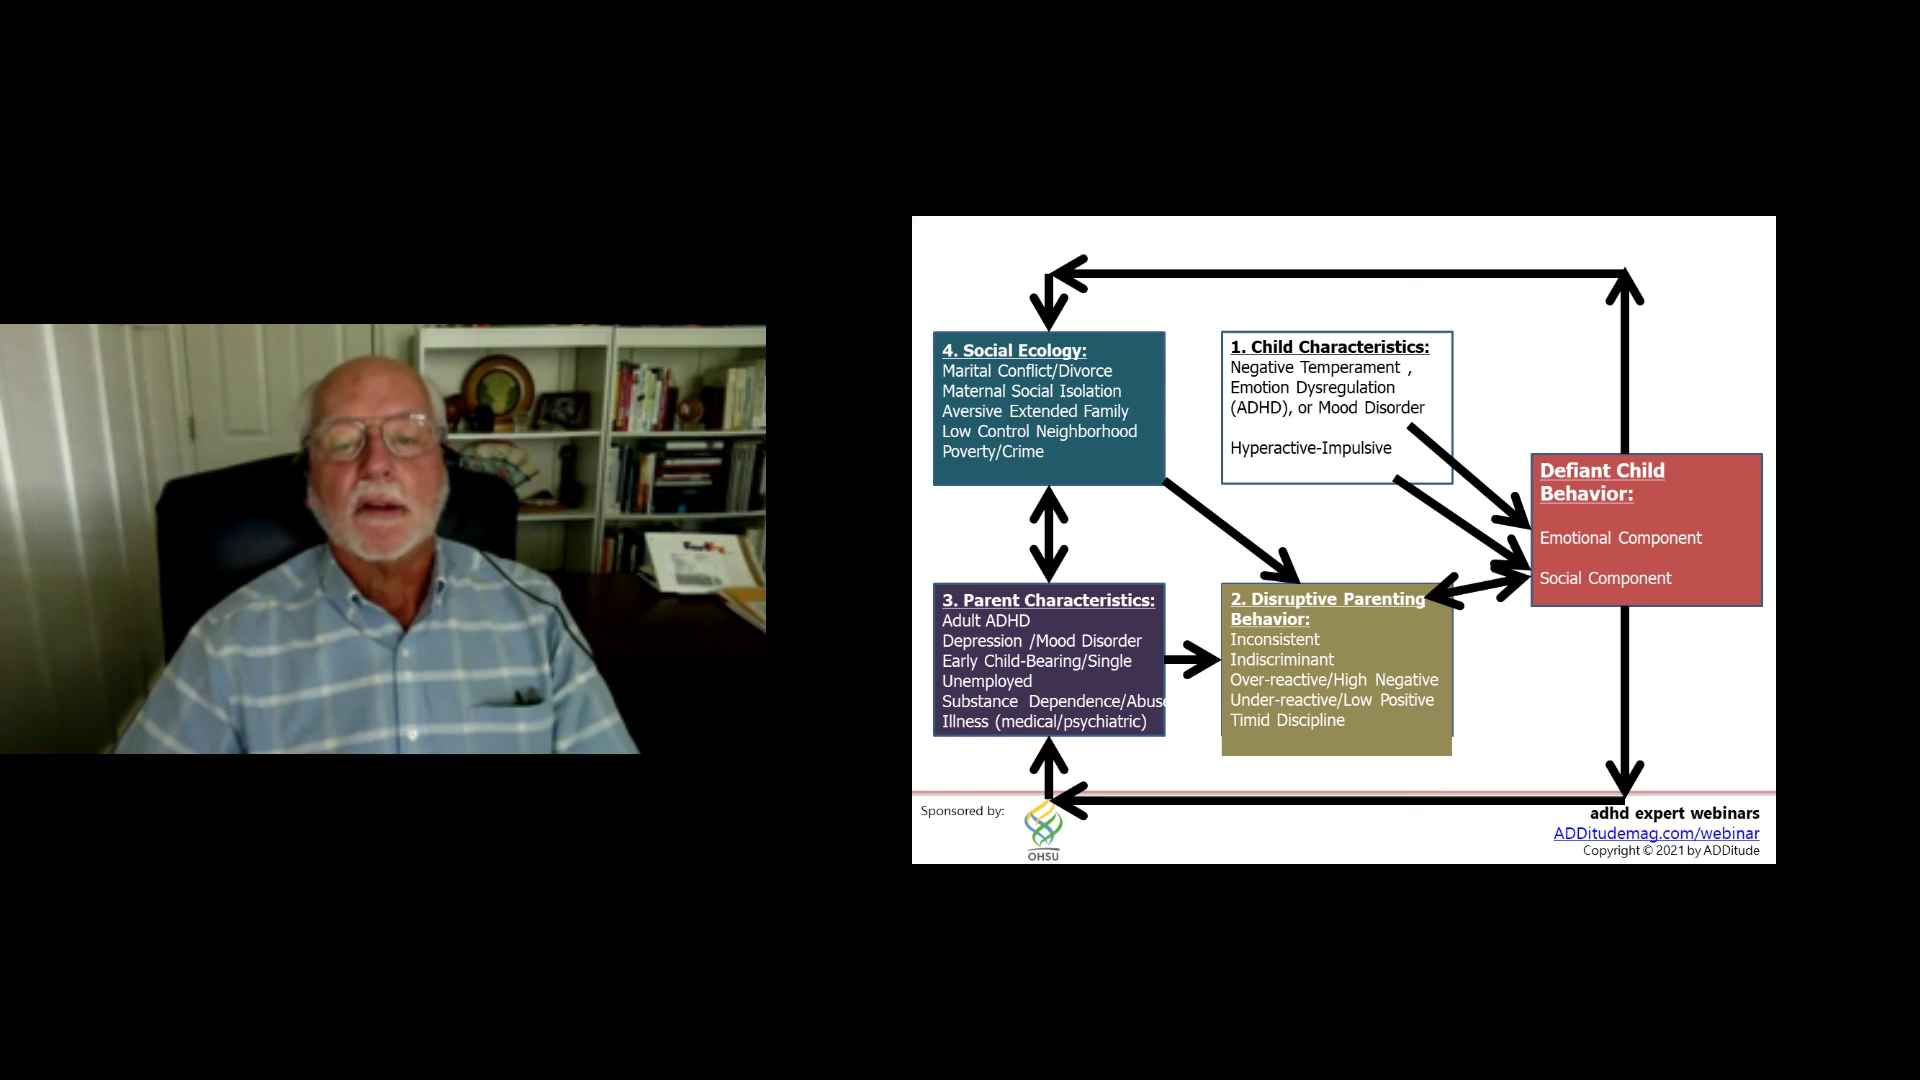 4. Social Ecology:
Marital Conflict/Divorce
Maternal Social Isolation
Aversive Extended Family
Low Control Neighborhood
Poverty/Crime
1. Child Characteristics:
Negative Temperament ,
Emotion Dysregulation
(ADHD), or Mood Disorder
Hyperactive-Impulsive
Defiant Child
Behavior:
Emotional Component
Social Component
3. Parent Characteristics:
Adult ADHD
Depression /Mood Disorder
Early Child-Bearing/Single
Unemployed
Substance Dependence/Abuse
Illness (medical/psychiatric)
2. Disruptive Parenting
Behavior:
Inconsistent
Indiscriminant
Over-reactive/High Negative
Under-reactive/Low Positive
Timid Discipline
Sponsored by:
OHSU
adhd expert webinars
ADDitudemag.com/webinar
Copyright © 2021 by ADDitude